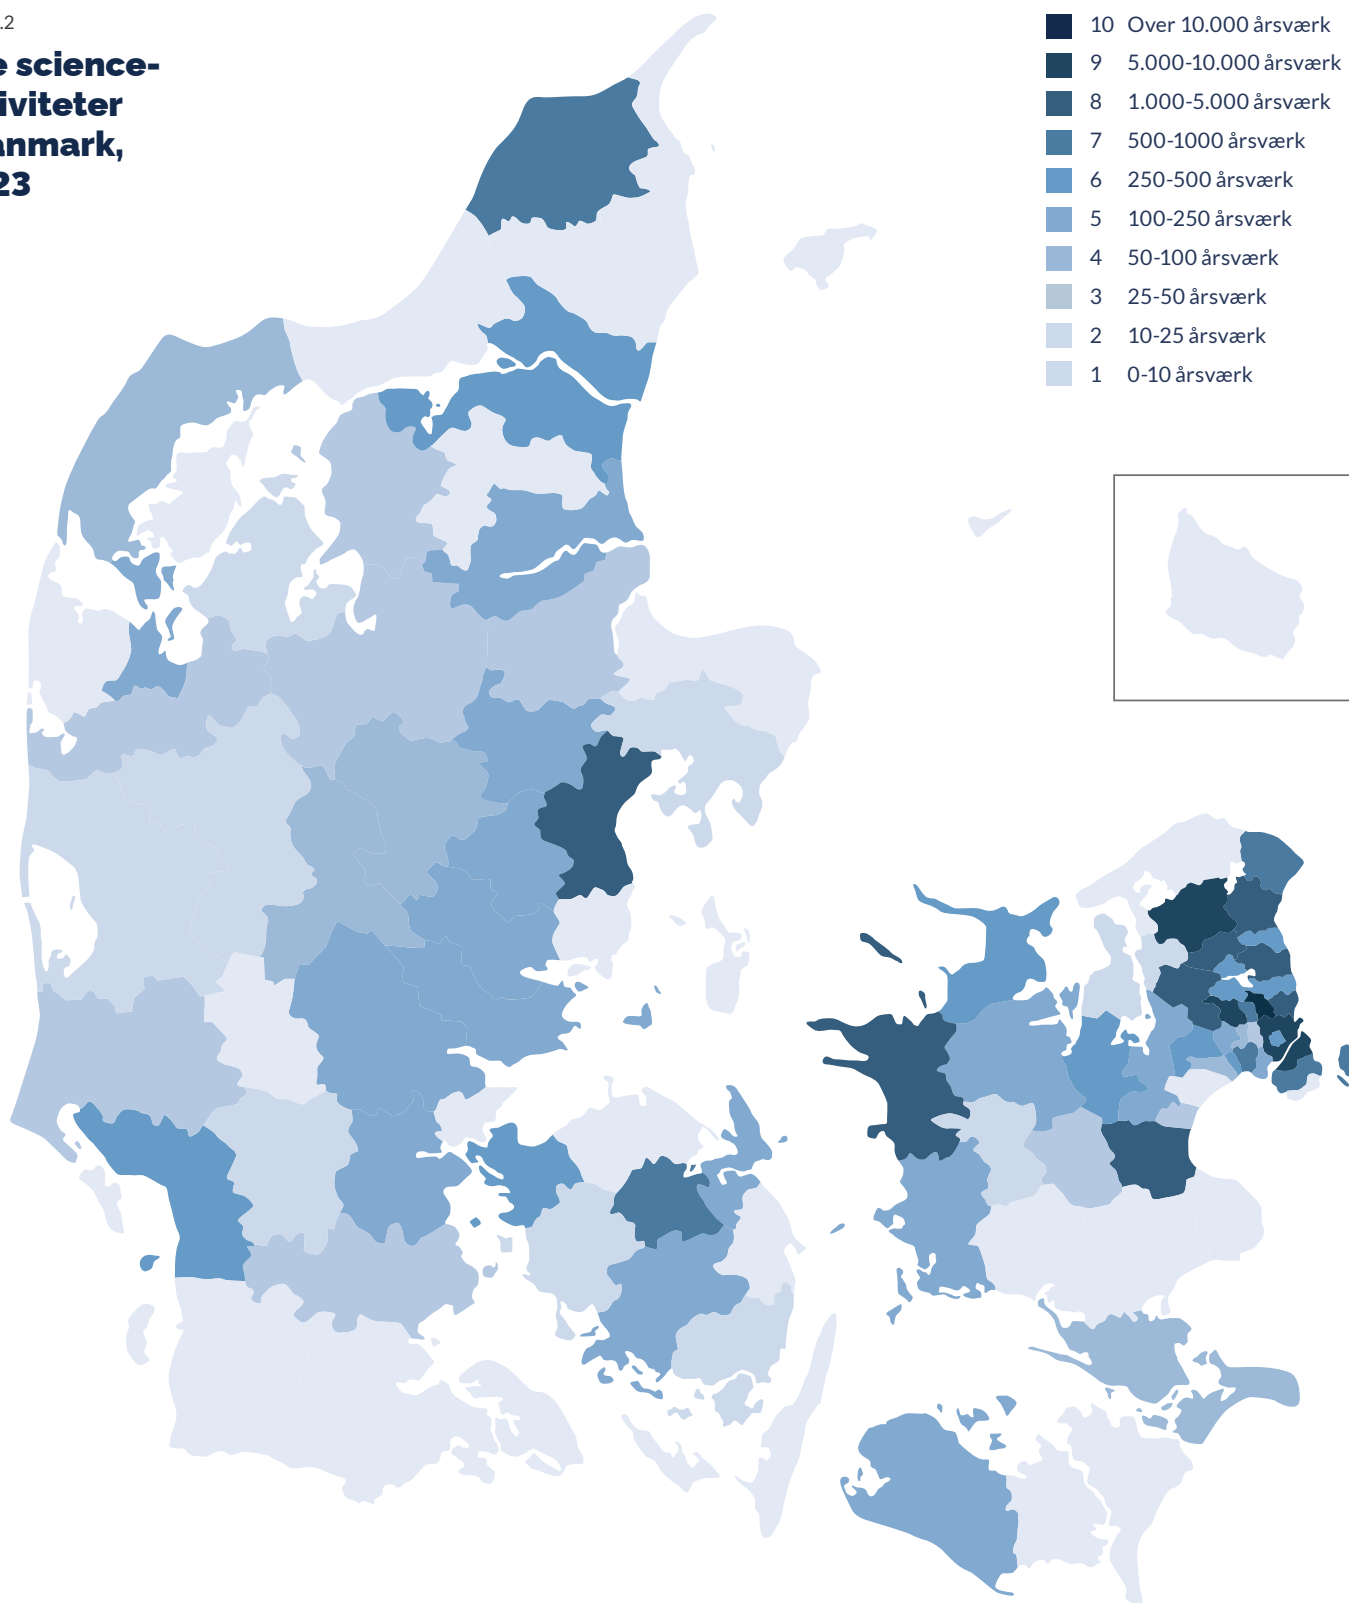 .2
e science-
iviteter
anmark,
23
10 Over 10.000 årsværk
9 5.000-10.000 årsværk
8 1.000-5.000 årsværk
7 500-1000 årsværk
6 250-500 årsværk
5 100-250 årsværk
4 50-100 årsværk
3 25-50 årsværk
2 10-25 årsværk
1 0-10 årsværk